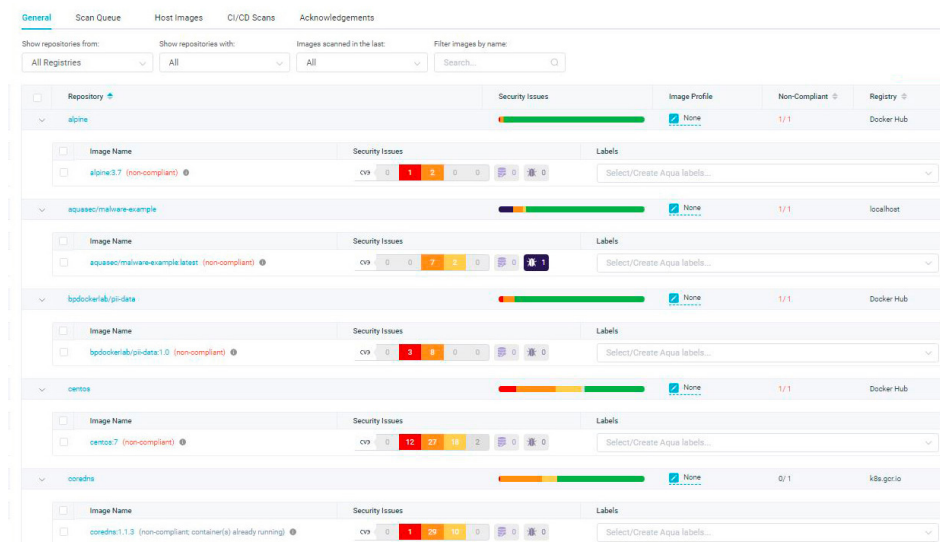 General Scan Queue Host Images CI/CD Scans Acknowledgements
Show repositories from: Show repositories with: Images scanned in the last: Filter images by name:
All Registries All All Search...
Repository Security Issues Image Profile Non-Compliant Registry
alpine None 1/1 Docker Hub
Image Name Security Issues Labels
alpine:3.7 (non-compliant) CVS 0 1 2 0 0 0 0 Select/Create Aqua labels...
aquasec/malware-example None 1/1 localhost
Image Name Security Issues Labels
aquasec/malware-example:latest (non-compliant) CVS 0 0 7 2 0 0 1 Select/Create Aqua labels...
bpdockerlab/pii-data None 1/1 Docker Hub
Image Name Security Issues Labels
bpdockerlab/pii-data:1.0 (non-compliant) CVS 0 3 8 0 0 0 0 Select/Create Aqua labels...
centos None 1/1 Docker Hub
Image Name Security Issues Labels
centos:7 (non-compliant) CVS 0 12 27 18 2 0 0 Select/Create Aqua labels...
coredns None 0/1 k8s.gcr.io
Image Name Security Issues Labels
coredns:1.1.3 (non-compliant; container(s) already running) CVS 0 1 29 10 0 0 0 Select/Create Aqua labels...